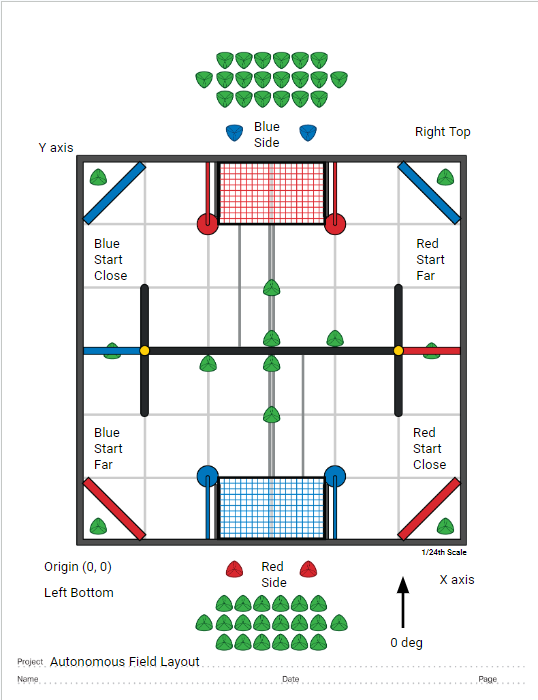 Blue
Side
Right Top
Y axis
Blue
Start
Close
Red
Start
Far
Blue
Start
Far
Red
Start
Close
1/24th Scale
Origin (0, 0)
Left Bottom
Red
Side
X axis
0 deg
Project Autonomous Field Layout
Name Date Page